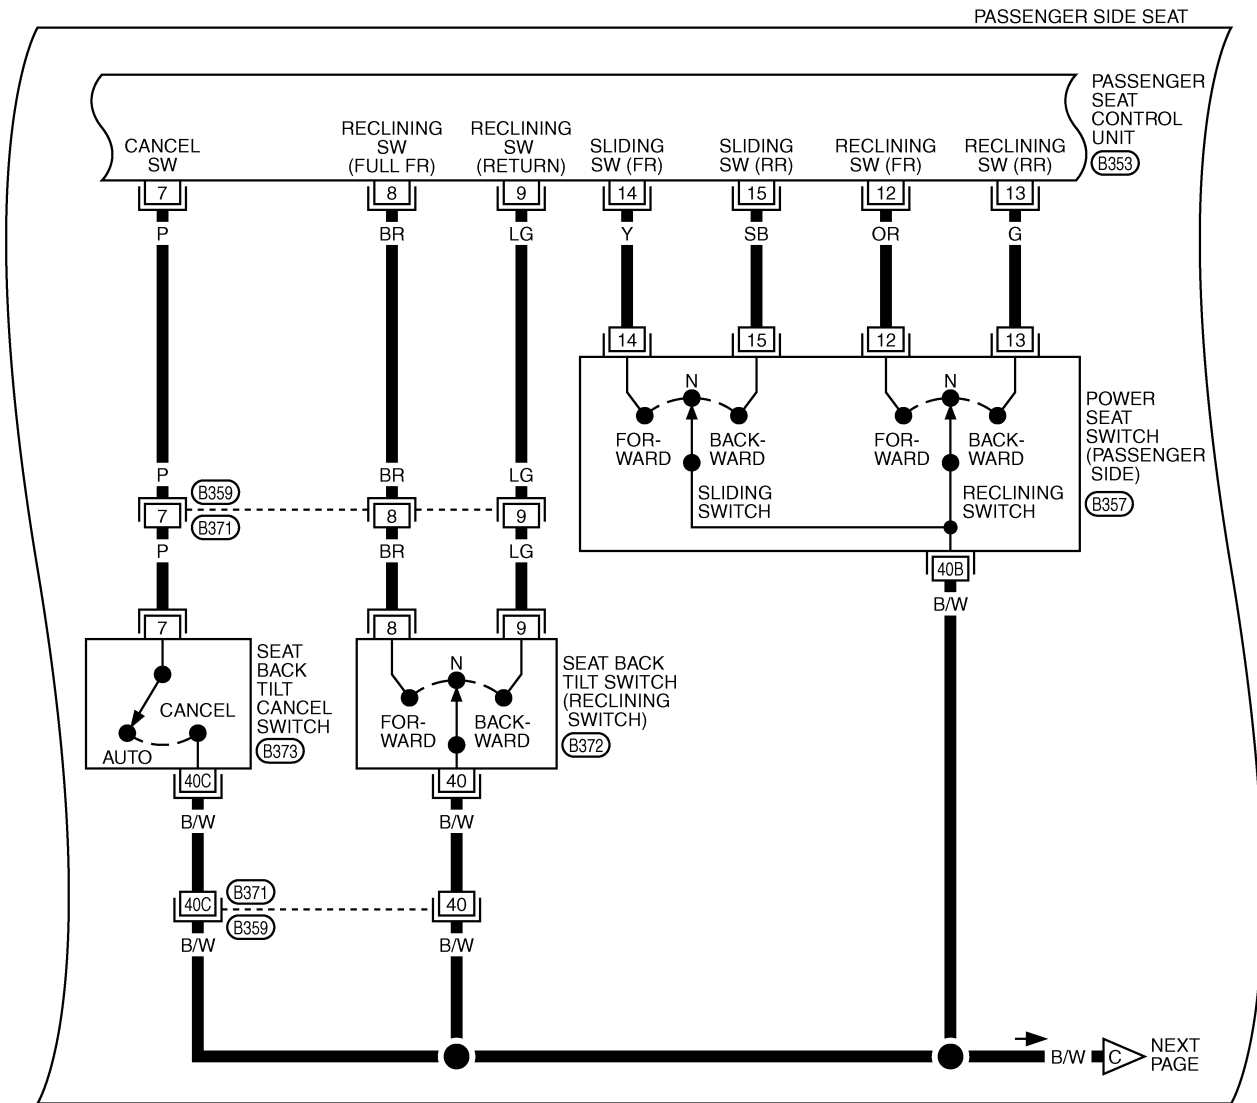 PASSENGER SIDE SEAT
PASSENGER
SEAT
CONTROL
UNIT
B353
CANCEL
SW
RECLINING
SW
(FULL FR)
RECLINING
SW
(RETURN)
SLIDING
SW (FR)
SLIDING
SW (RR)
RECLINING
SW (FR)
RECLINING
SW (RR)
7 8 9 14 15 12 13
P BR LG Y SB OR G
14 15 12 13
N N
FOR-
WARD
BACK-
WARD
FOR-
WARD
BACK-
WARD
SLIDING
SWITCH
RECLINING
SWITCH
POWER
SEAT
SWITCH
(PASSENGER
SIDE)
B357
P BR LG
B359
7 8 9
B371
P BR LG
40B
B/W
7 8 9
CANCEL
AUTO
SEAT
BACK
TILT
CANCEL
SWITCH
B373
N
FOR-
WARD
BACK-
WARD
SEAT BACK
TILT SWITCH
(RECLINING
SWITCH)
B372
40C 40
B/W B/W
B371
40C 40
B359
B/W B/W
B/W C
NEXT
PAGE